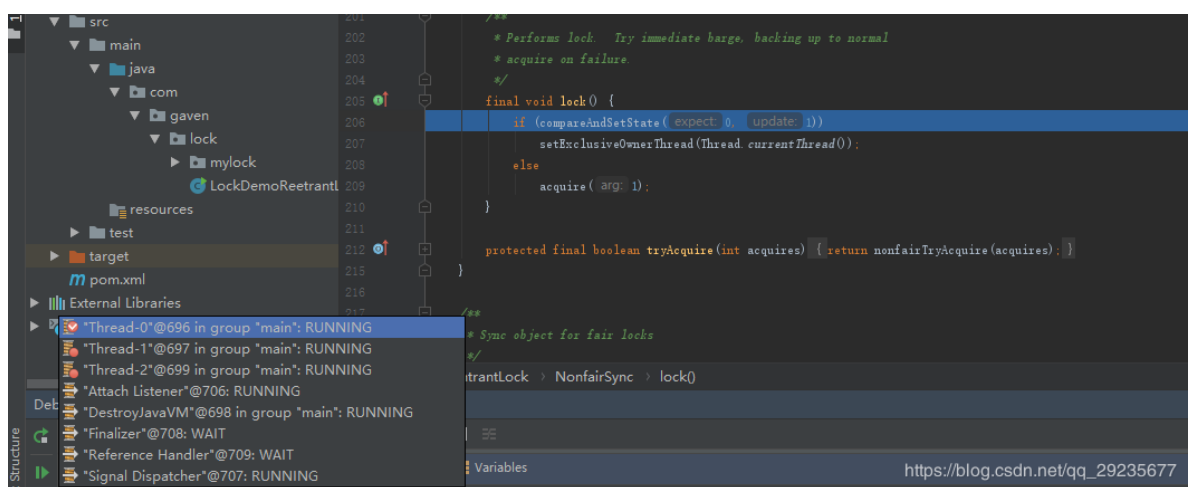 1:
src
main
java
com
gaven
lock
mylock
LockDemoReetrantL
resources
test
target
pom.xml
External Libraries
"Thread-0"@696 in group "main": RUNNING
"Thread-1"@697 in group "main": RUNNING
"Thread-2"@699 in group "main": RUNNING
"Attach Listener"@706: RUNNING
"DestroyJavaVM"@698 in group "main": RUNNING
"Finalizer"@708: WAIT
"Reference Handler"@709: WAIT
"Signal Dispatcher"@707: RUNNING
Deb
Structure
201 /**
202 * Performs lock. Try immediate barge, backing up to normal
203 * acquire on failure.
204 */
205 final void lock() {
206 if (compareAndSetState( expect: 0, update: 1))
207 setExclusiveOwnerThread(Thread.currentThread());
208 else
209 acquire( arg: 1);
210 }
211
212 protected final boolean tryAcquire(int acquires) { return nonfairTryAcquire(acquires); }
215 }
216
217 /**
* Sync object for fair locks
*/
trantLock > NonfairSync > lock()
Variables
https://blog.csdn.net/qq_29235677